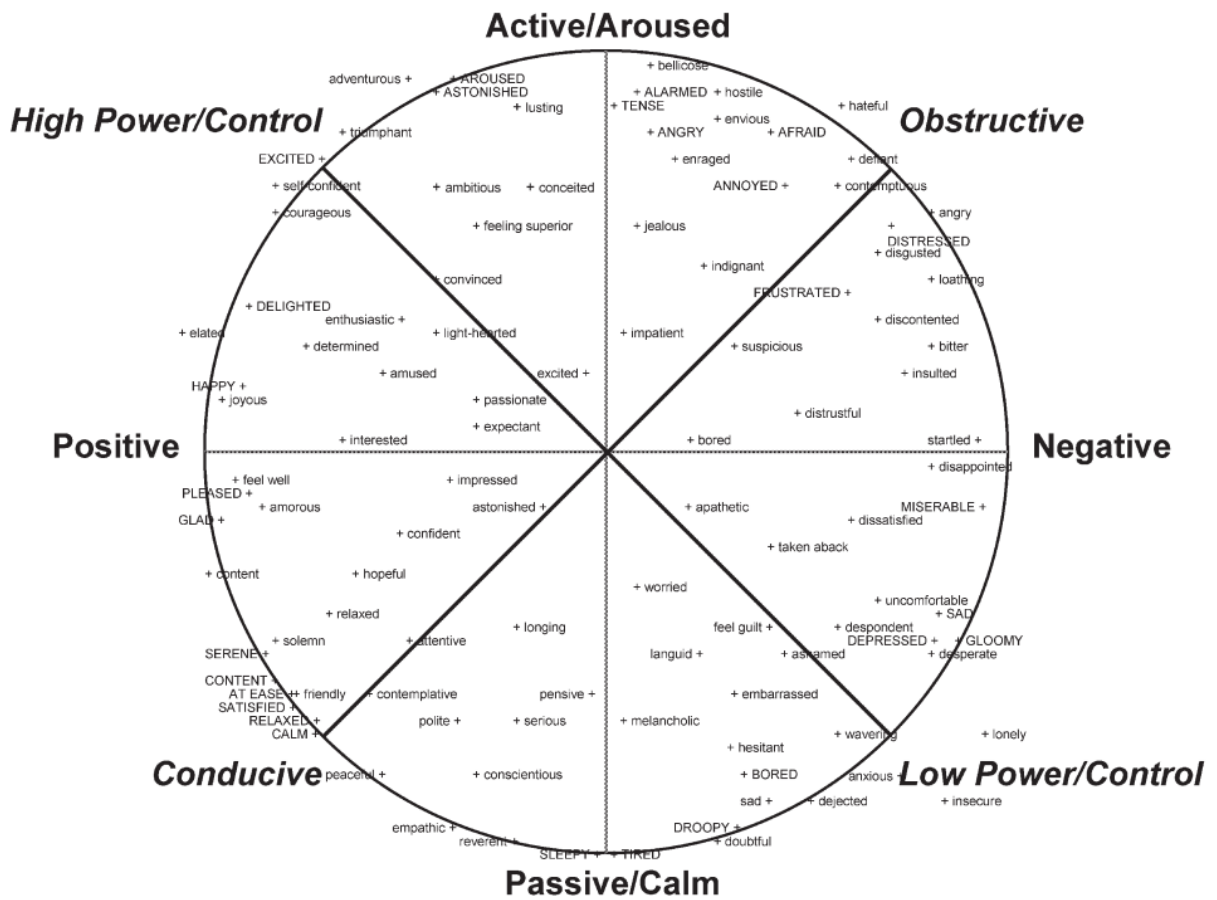 Active/Aroused
+ bellicose
adventurous +
+ AROUSED
+ ASTONISHED
+ ALARMED
+ hostile
+ lusting
+ TENSE
+ hateful
High Power/Control
+ envious
Obstructive
+ triumphant
+ ANGRY
+ AFRAID
EXCITED +
+ enraged
+ defiant
+ self confident
+ ambitious
+ conceited
ANNOYED +
+ contemptuous
+ courageous
+ angry
+ feeling superior
+ jealous
+
DISTRESSED
+ disgusted
+ indignant
+ convinced
+ loathing
FRUSTRATED +
+ DELIGHTED
enthusiastic +
+ discontented
+ elated
+ light-hearted
+ impatient
+ determined
+ suspicious
+ bitter
+ amused
excited +
+ insulted
HAPPY +
+ joyous
+ passionate
+ distrustful
+ expectant
Positive
+ interested
+ bored
startled +
Negative
+ disappointed
+ feel well
+ impressed
PLEASED +
+ amorous
astonished +
+ apathetic
MISERABLE +
GLAD +
+ dissatisfied
+ confident
+ taken aback
+ content
+ hopeful
+ worried
+ uncomfortable
+ relaxed
+ SAD
+ longing
feel guilt +
+ despondent
+ solemn
+ attentive
DEPRESSED +
+ GLOOMY
SERENE +
languid +
+ ashamed
+ desperate
CONTENT +
AT EASE +
+ friendly
+ contemplative
pensive +
+ embarrassed
SATISFIED +
RELAXED +
polite +
+ serious
+ melancholic
CALM +
+ wavering
+ lonely
+ hesitant
Conducive
peaceful +
+ conscientious
+ BORED
anxious +
Low Power/Control
sad +
+ dejected
+ insecure
empathic +
DROOPY +
reverent +
+ doubtful
SLEEPY +
+ TIRED
Passive/Calm